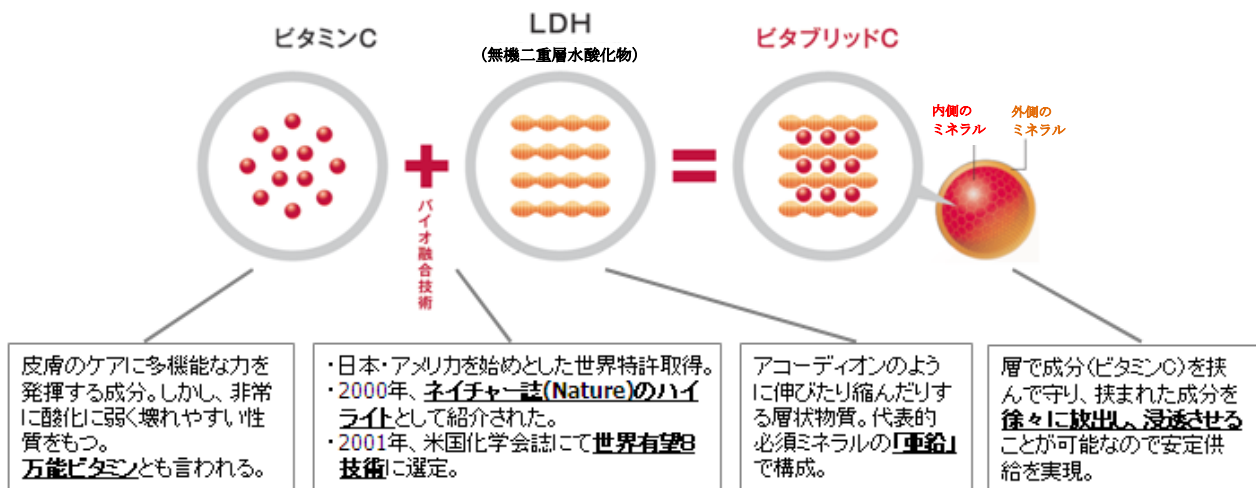 ビタミンC
LDH
(無機二重層水酸化物)
ビタブリッドC
内側の
ミネラル
外側の
ミネラル
バイオ融合技術
皮膚のケアに多機能な力を
発揮する成分。しかし、非常
に酸化に弱く壊れやすい性
質をもつ。
万能ビタミンとも言われる。
・日本・アメリカを始めとした世界特許取得。
・2000年、ネイチャー誌(Nature)のハイ
ライトとして紹介された。
・2001年、米国化学会誌にて世界有望8
技術に選定。
アコーディオンのよう
に伸びたり縮んだりす
る層状物質。代表的
必須ミネラルの「亜鉛」
で構成。
層で成分(ビタミンC)を挟
んで守り、挟まれた成分を
徐々に放出し、浸透させる
ことが可能なので安定供
給を実現。